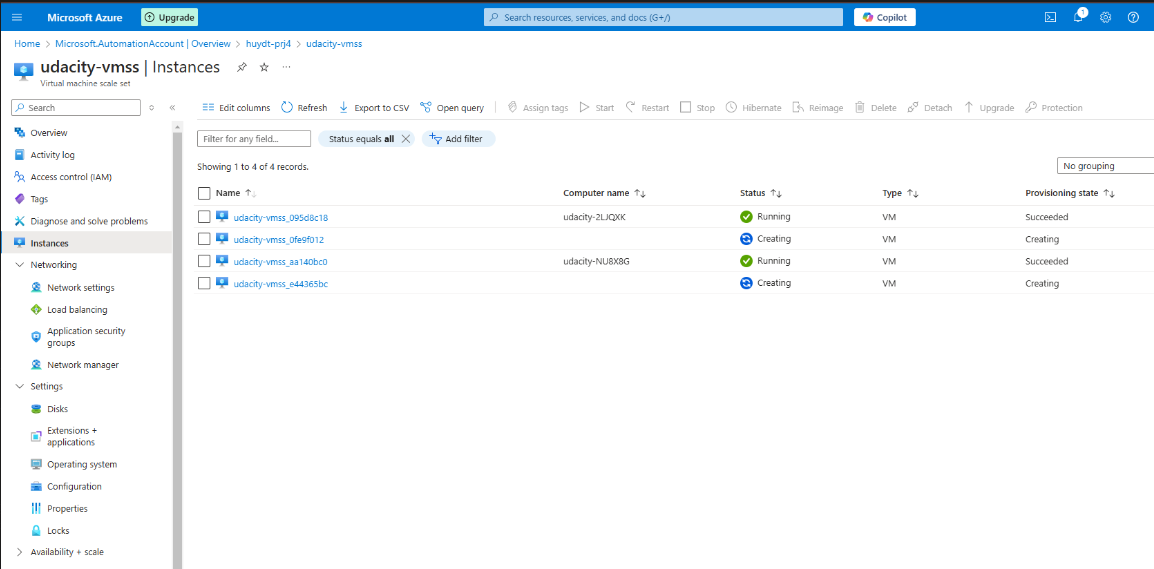 Microsoft Azure Upgrade Search resources, services, and docs (G+/) Copilot 1
Home > Microsoft.AutomationAccount | Overview > huydt-prj4 > udacity-vmss
udacity-vmss | Instances
Virtual machine scale set
Search
Edit columns Refresh Export to CSV Open query Assign tags Start Restart Stop Hibernate Reimage Delete Detach Upgrade Protection
Overview
Activity log
Access control (IAM)
Tags
Diagnose and solve problems
Instances
Networking
Network settings
Load balancing
Application security
groups
Network manager
Settings
Disks
Extensions +
applications
Operating system
Configuration
Properties
Locks
Availability + scale
Filter for any field... Status equals all Add filter
Showing 1 to 4 of 4 records.
No grouping
Name Computer name Status Type Provisioning state
udacity-vmss_095d8c18 udacity-2LJQXK Running VM Succeeded
udacity-vmss_0fe9f012 Creating VM Creating
udacity-vmss_aa140bc0 udacity-NU8X8G Running VM Succeeded
udacity-vmss_e44365bc Creating VM Creating